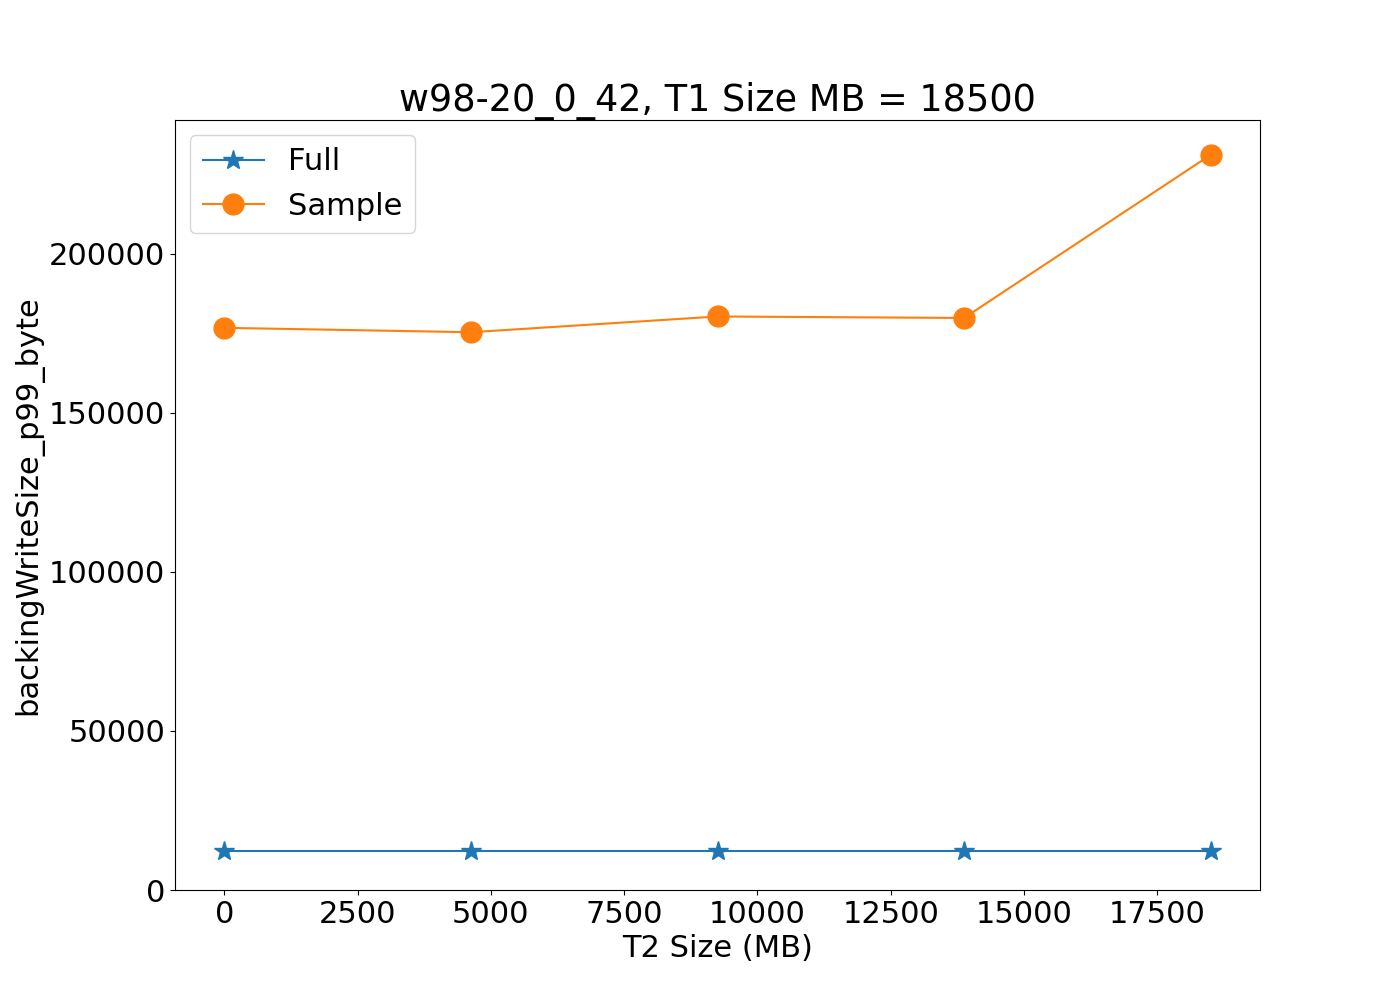 w98-20_0_42, T1 Size MB = 18500
Full
Sample
backingWriteSize_p99_byte
200000
150000
100000
50000
0
0 2500 5000 7500 10000 12500 15000 17500
T2 Size (MB)